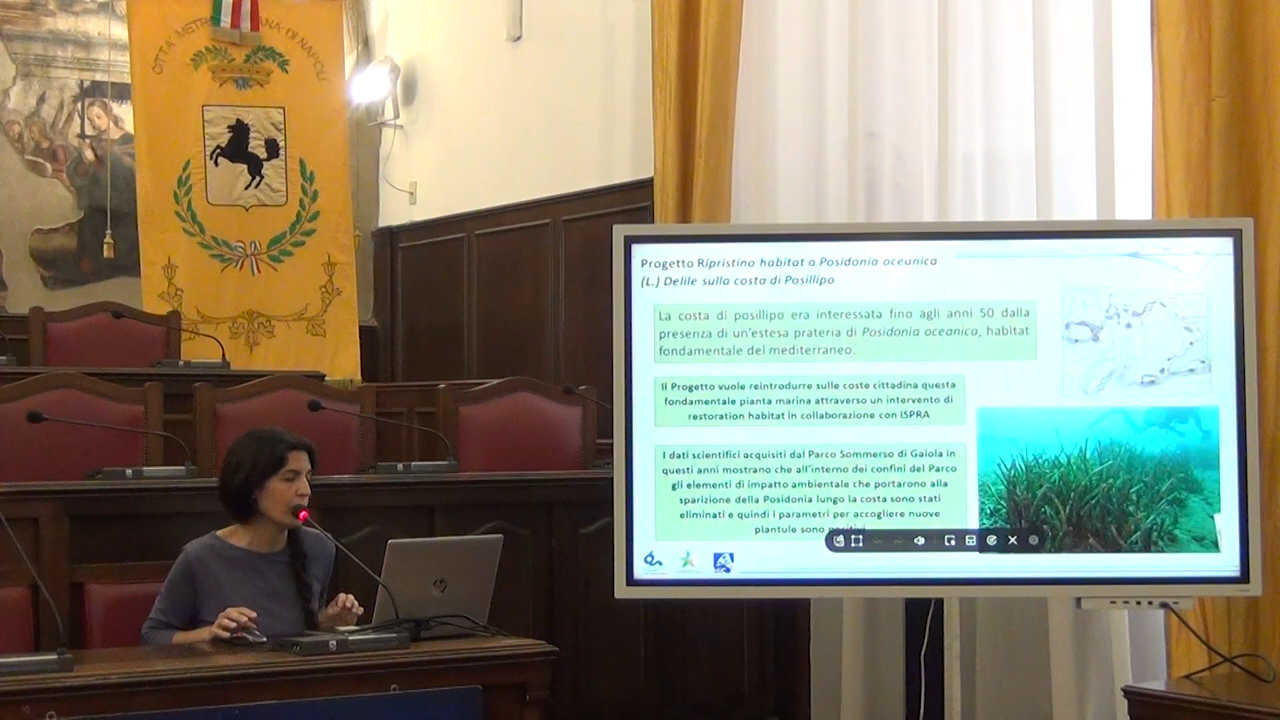 CITTÀ METROPOLITANA DI NAPOLI
Progetto Ripristino habitat a Posidonia oceunica
(L.) Delile sulla costa di Posillipo
La costa di posillipo era interessata fino agli anni 50 dalla
presenza di un'estesa prateria di Posidonia oceanica, habitat
fondamentale del mediterraneo.
Il Progetto vuole reintrodurre sulle coste cittadina questa
fondamentale pianta marina attraverso un intervento di
restoration habitat in collaborazione con ISPRA
I dati scientifici acquisiti dal Parco Sommerso di Gaiola in
questi anni mostrano che all'interno dei confini del Parco
gli elementi di impatto ambientale che portarono alla
sparizione della Posidonia lungo la costa sono stati
eliminati e quindi i parametri per accogliere nuove
plantule sono positivi
hp